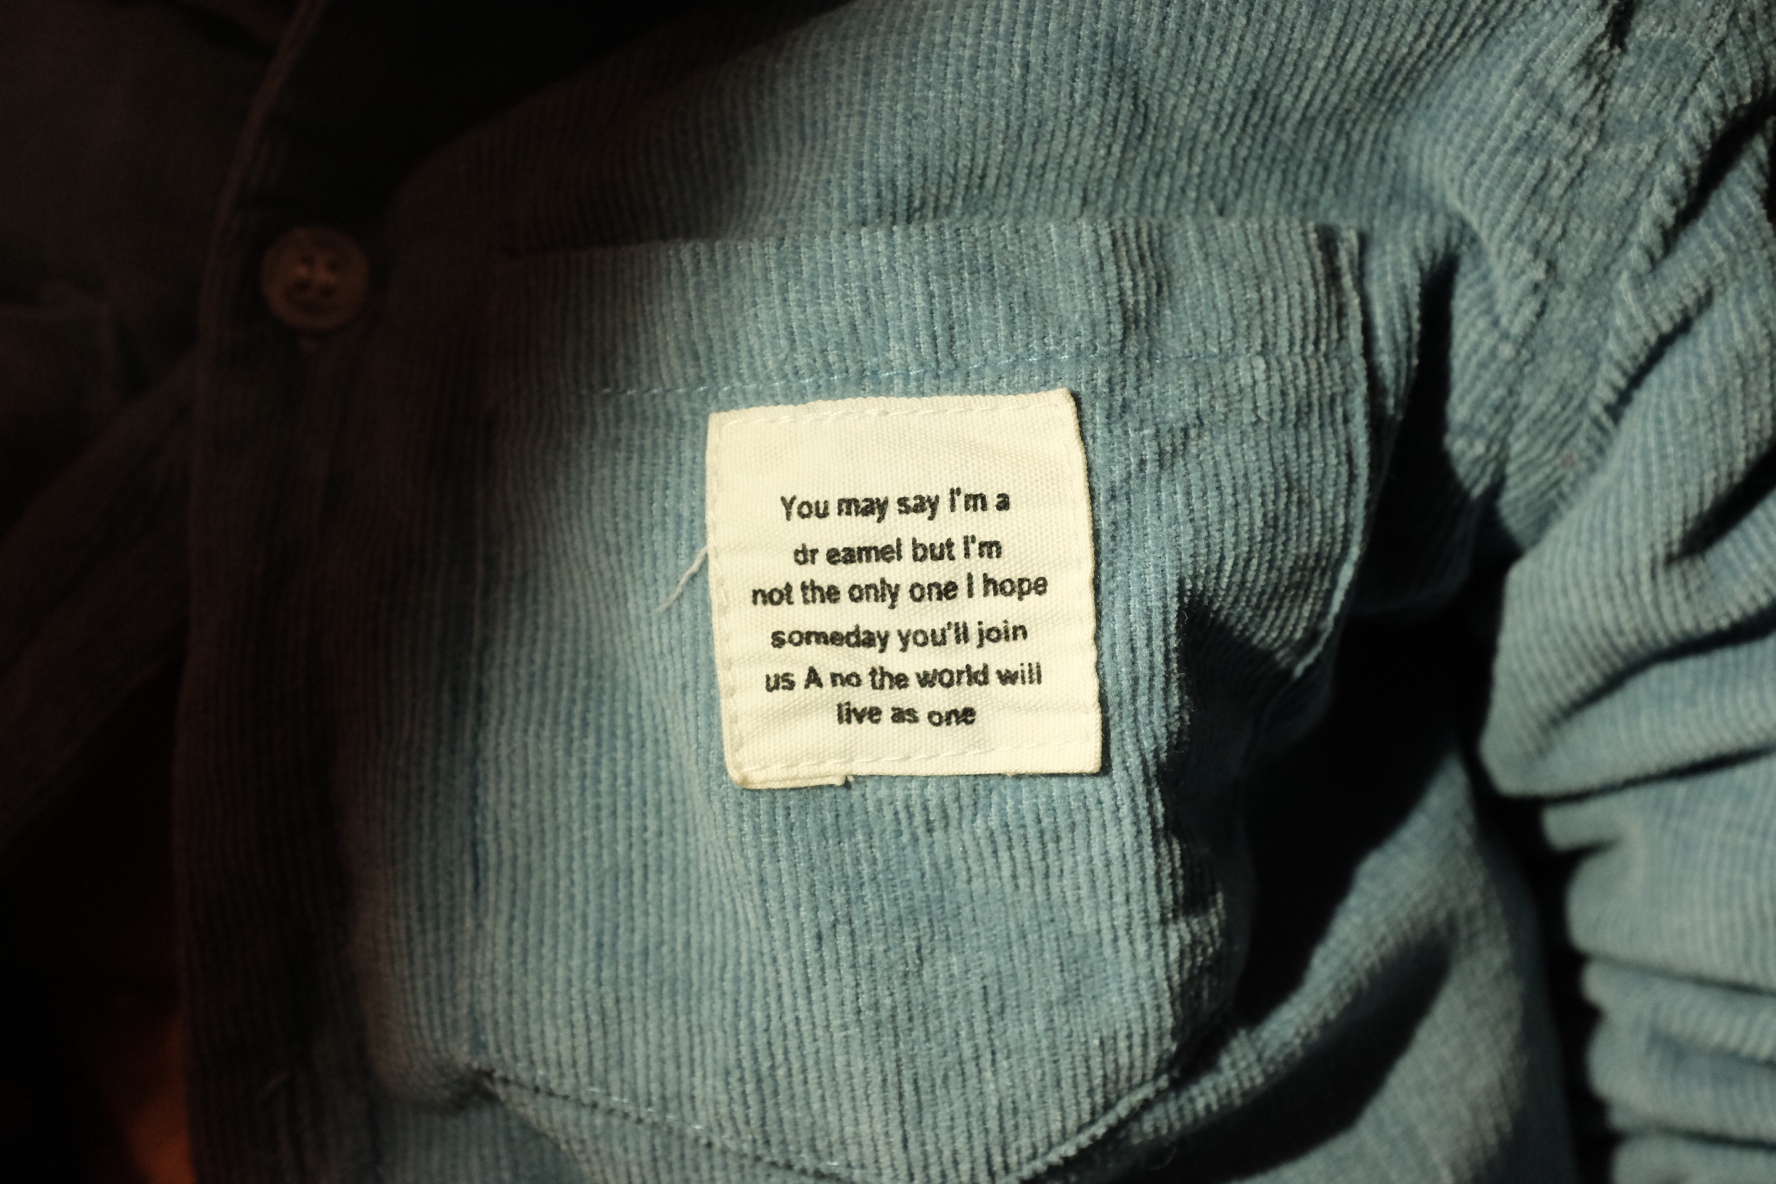 You may say I'm a
dr eamel but I'm
not the only one I hope
someday you'll join
us A no the world will
live as one